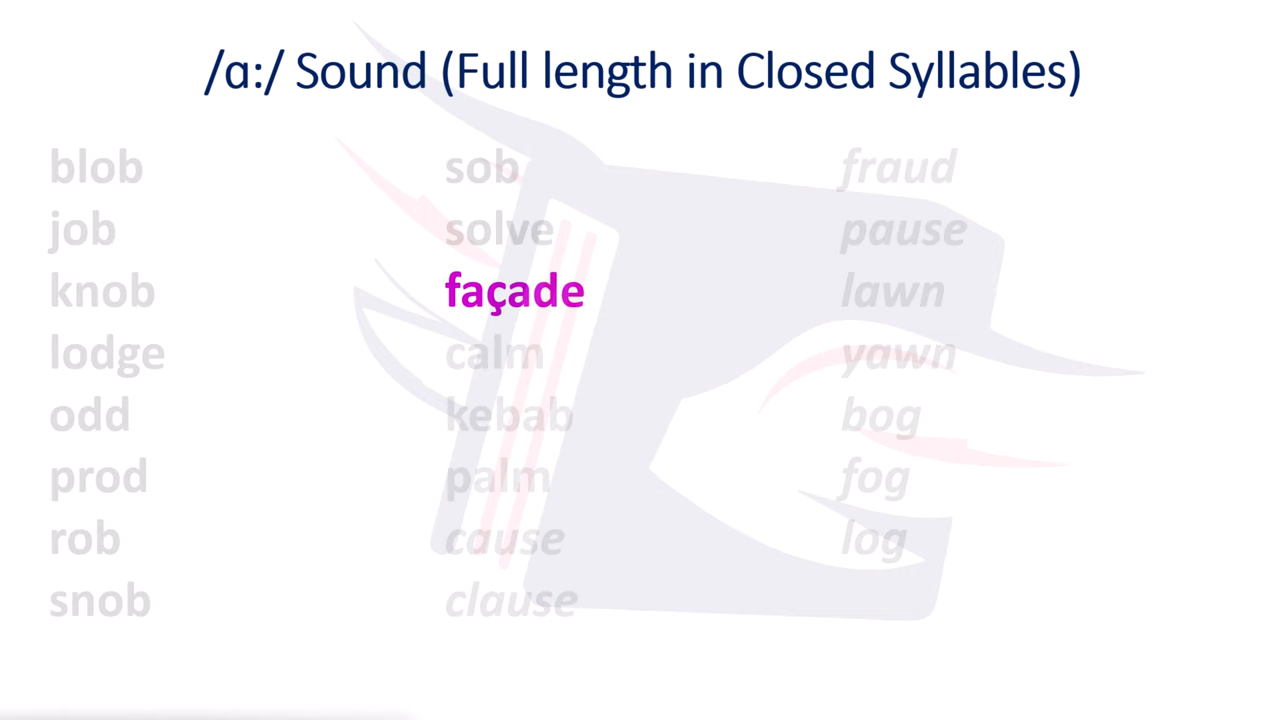 /ɑ:/ Sound (Full length in Closed Syllables)
blob
job
knob
lodge
odd
prod
rob
snob
sob
solve
façade
calm
kebab
palm
cause
clause
fraud
pause
lawn
yawn
bog
fog
log